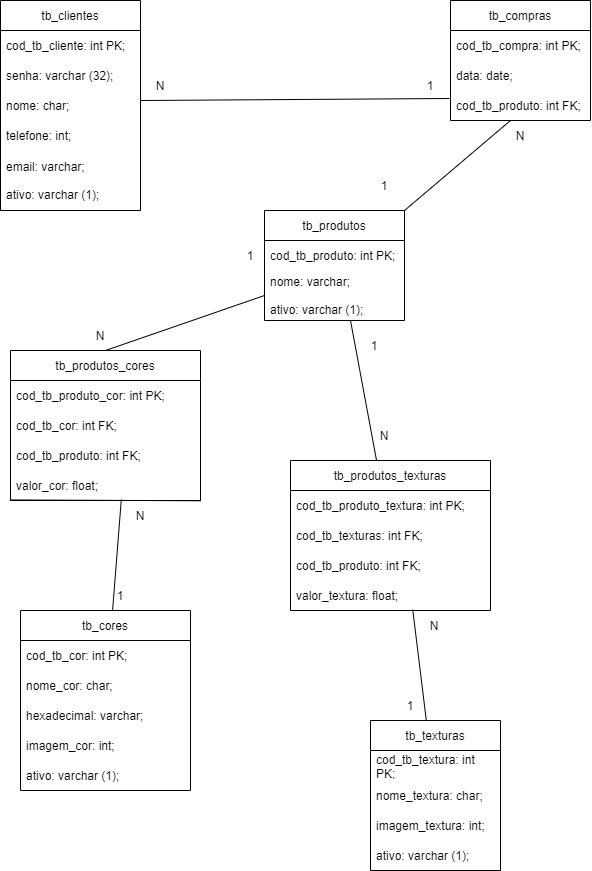 tb_clientes
cod_tb_cliente: int PK;
senha: varchar (32);
nome: char;
telefone: int;
email: varchar;
ativo: varchar (1);
N
1
tb_compras
cod_tb_compra: int PK;
data: date;
cod_tb_produto: int FK;
N
1
tb_produtos
cod_tb_produto: int PK;
nome: varchar;
ativo: varchar (1);
1
N
1
N
tb_produtos_cores
cod_tb_produto_cor: int PK;
cod_tb_cor: int FK;
cod_tb_produto: int FK;
valor_cor: float;
N
1
tb_produtos_texturas
cod_tb_produto_textura: int PK;
cod_tb_texturas: int FK;
cod_tb_produto: int FK;
valor_textura: float;
N
1
tb_cores
cod_tb_cor: int PK;
nome_cor: char;
hexadecimal: varchar;
imagem_cor: int;
ativo: varchar (1);
tb_texturas
cod_tb_textura: int
PK;
nome_textura: char;
imagem_textura: int;
ativo: varchar (1);